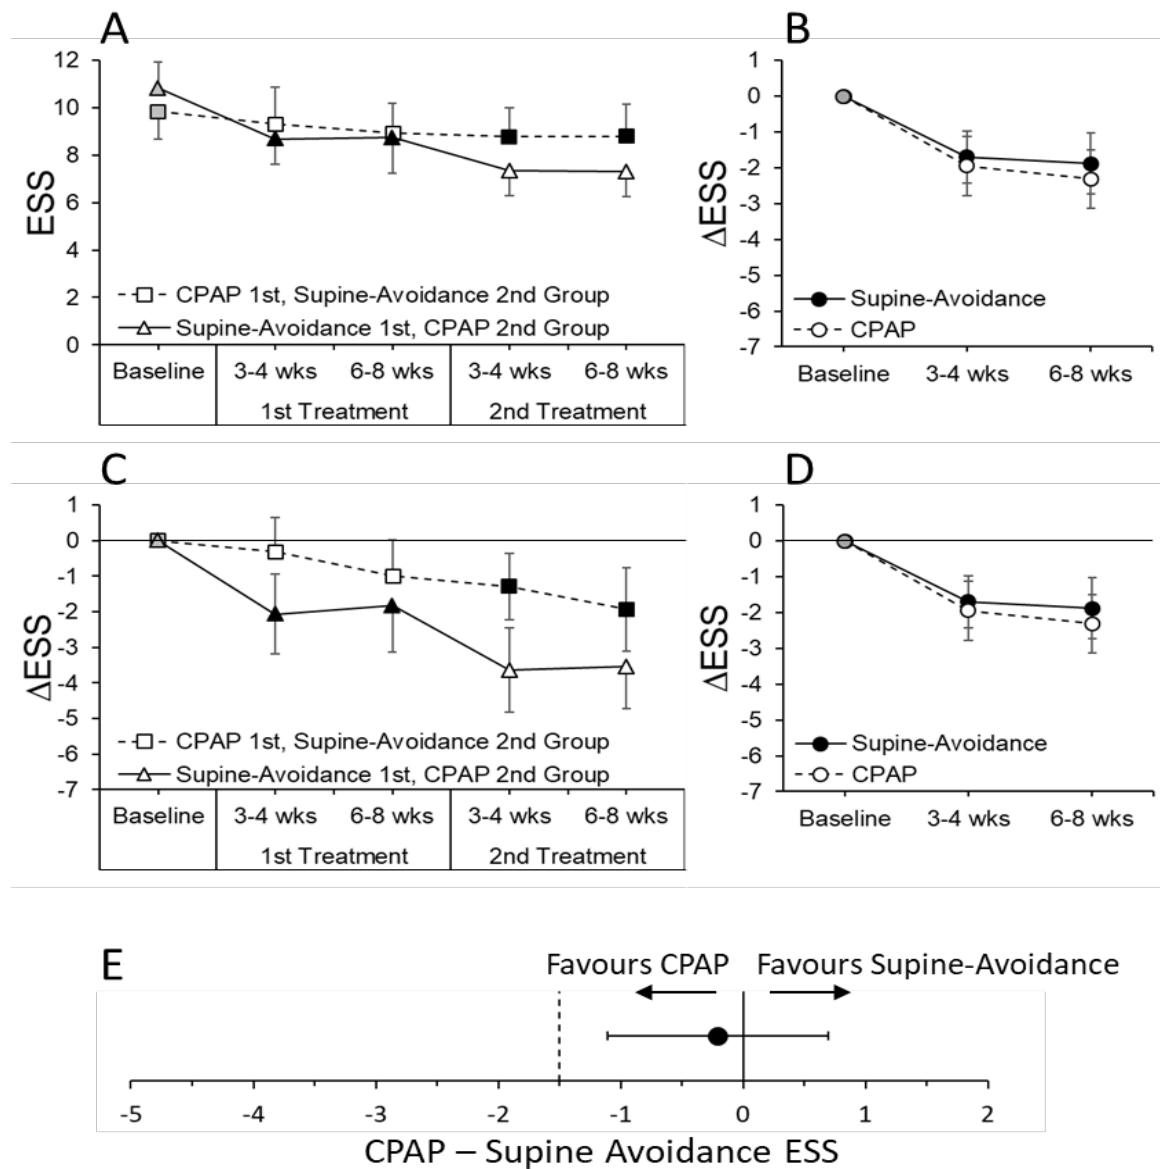 A
B
12
10
8
6
4
2
0
ESS
CPAP 1st, Supine-Avoidance 2nd Group
Supine-Avoidance 1st, CPAP 2nd Group
Baseline 3-4 wks 6-8 wks 3-4 wks 6-8 wks
1st Treatment 2nd Treatment
1
0
-1
-2
-3
-4
-5
-6
-7
ΔESS
Supine-Avoidance
CPAP
Baseline 3-4 wks 6-8 wks
C
D
1
0
-1
-2
-3
-4
-5
-6
-7
ΔESS
CPAP 1st, Supine-Avoidance 2nd Group
Supine-Avoidance 1st, CPAP 2nd Group
Baseline 3-4 wks 6-8 wks 3-4 wks 6-8 wks
1st Treatment 2nd Treatment
1
0
-1
-2
-3
-4
-5
-6
-7
ΔESS
Supine-Avoidance
CPAP
Baseline 3-4 wks 6-8 wks
E
Favours CPAP Favours Supine-Avoidance
-5 -4 -3 -2 -1 0 1 2
CPAP – Supine Avoidance ESS